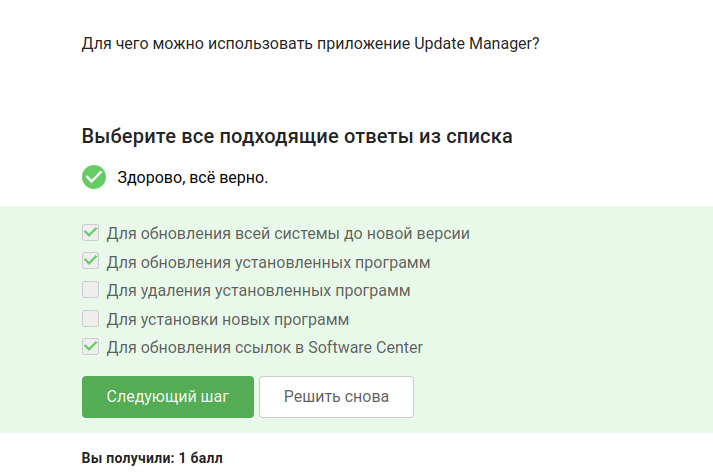 Для чего можно использовать приложение Update Manager?
Выберите все подходящие ответы из списка
Здорово, всё верно.
Для обновления всей системы до новой версии
Для обновления установленных программ
Для удаления установленных программ
Для установки новых программ
Для обновления ссылок в Software Center
Следующий шаг
Решить снова
Вы получили: 1 балл